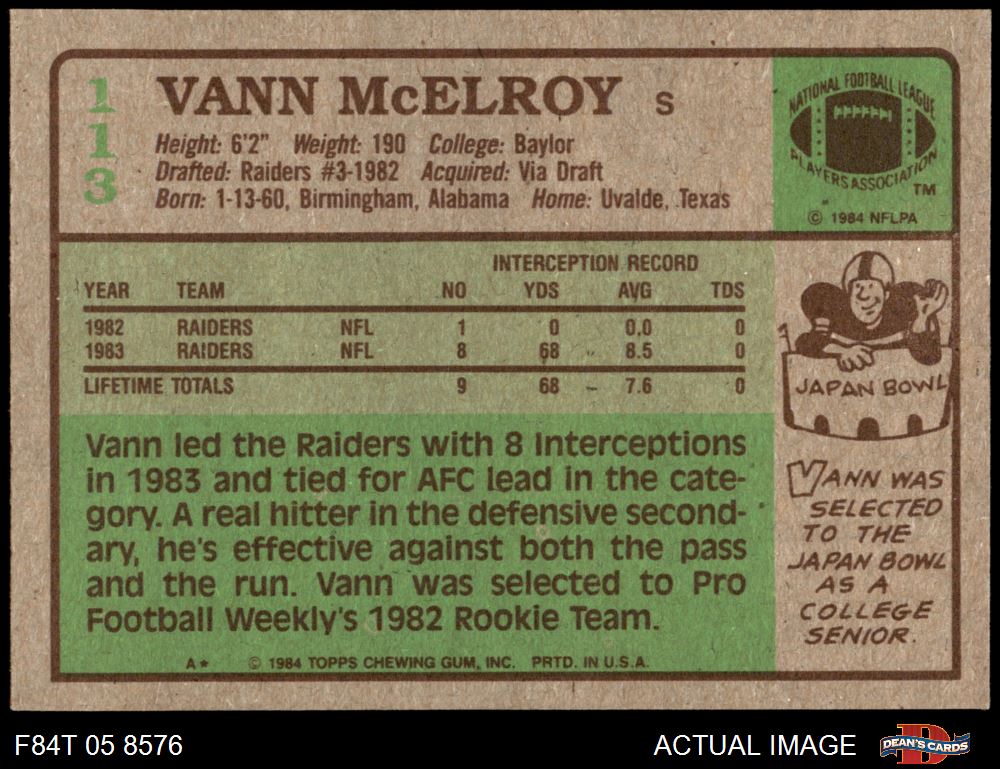 113
VANN McELROY S
Height: 6'2" Weight: 190 College: Baylor
Drafted: Raiders #3-1982 Acquired: Via Draft
Born: 1-13-60, Birmingham, Alabama Home: Uvalde, Texas
NATIONAL FOOTBALL LEAGUE
PLAYERS ASSOCIATION
TM
© 1984 NFLPA
INTERCEPTION RECORD
YEAR TEAM NO YDS AVG TDS
1982 RAIDERS NFL 1 0 0.0 0
1983 RAIDERS NFL 8 68 8.5 0
LIFETIME TOTALS 9 68 7.6 0
Vann led the Raiders with 8 Interceptions
in 1983 and tied for AFC lead in the cate-
gory. A real hitter in the defensive second-
ary, he's effective against both the pass
and the run. Vann was selected to Pro
Football Weekly's 1982 Rookie Team.
JAPAN BOWL
VANN WAS
SELECTED
TO THE
JAPAN BOWL
AS A
COLLEGE
SENIOR.
A* © 1984 TOPPS CHEWING GUM, INC. PRTD. IN U.S.A.
F84T 05 8576
ACTUAL IMAGE
DEAN'S CARDS